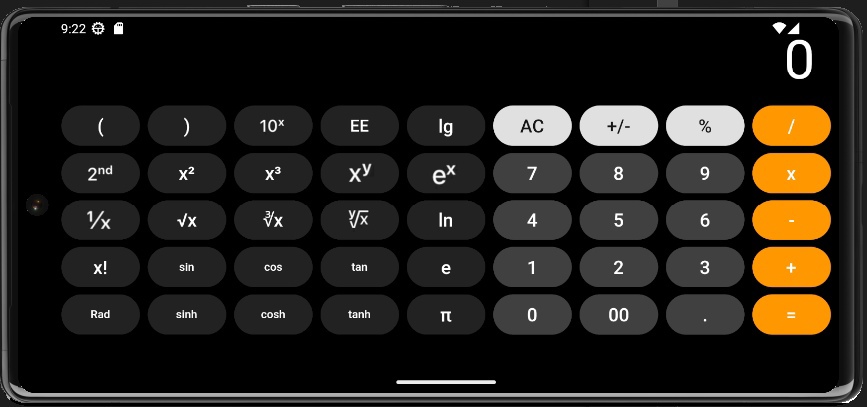 9:22
0
( ) 10ˣ EE lg AC +/- % /
2ⁿᵈ x² x³ xʸ eˣ 7 8 9 x
⅟x √x ∛x ʸ√x ln 4 5 6 -
x! sin cos tan e 1 2 3 +
Rad sinh cosh tanh π 0 00 . =